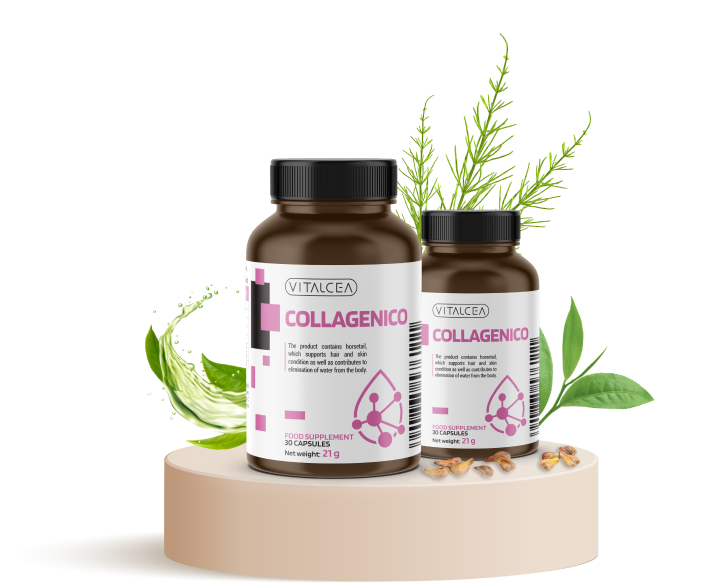 VITALCEA
COLLAGENICO
The product contains horsetail,
which supports hair and skin
condition as well as contributes to
elimination of water from the body.
FOOD SUPPLEMENT
30 CAPSULES
Net weight: 21 g
VITALCEA
COLLAGENICO
The product contains horsetail,
which supports hair and skin
condition as well as contributes to
elimination of water from the body.
FOOD SUPPLEMENT
30 CAPSULES
Net weight: 21 g